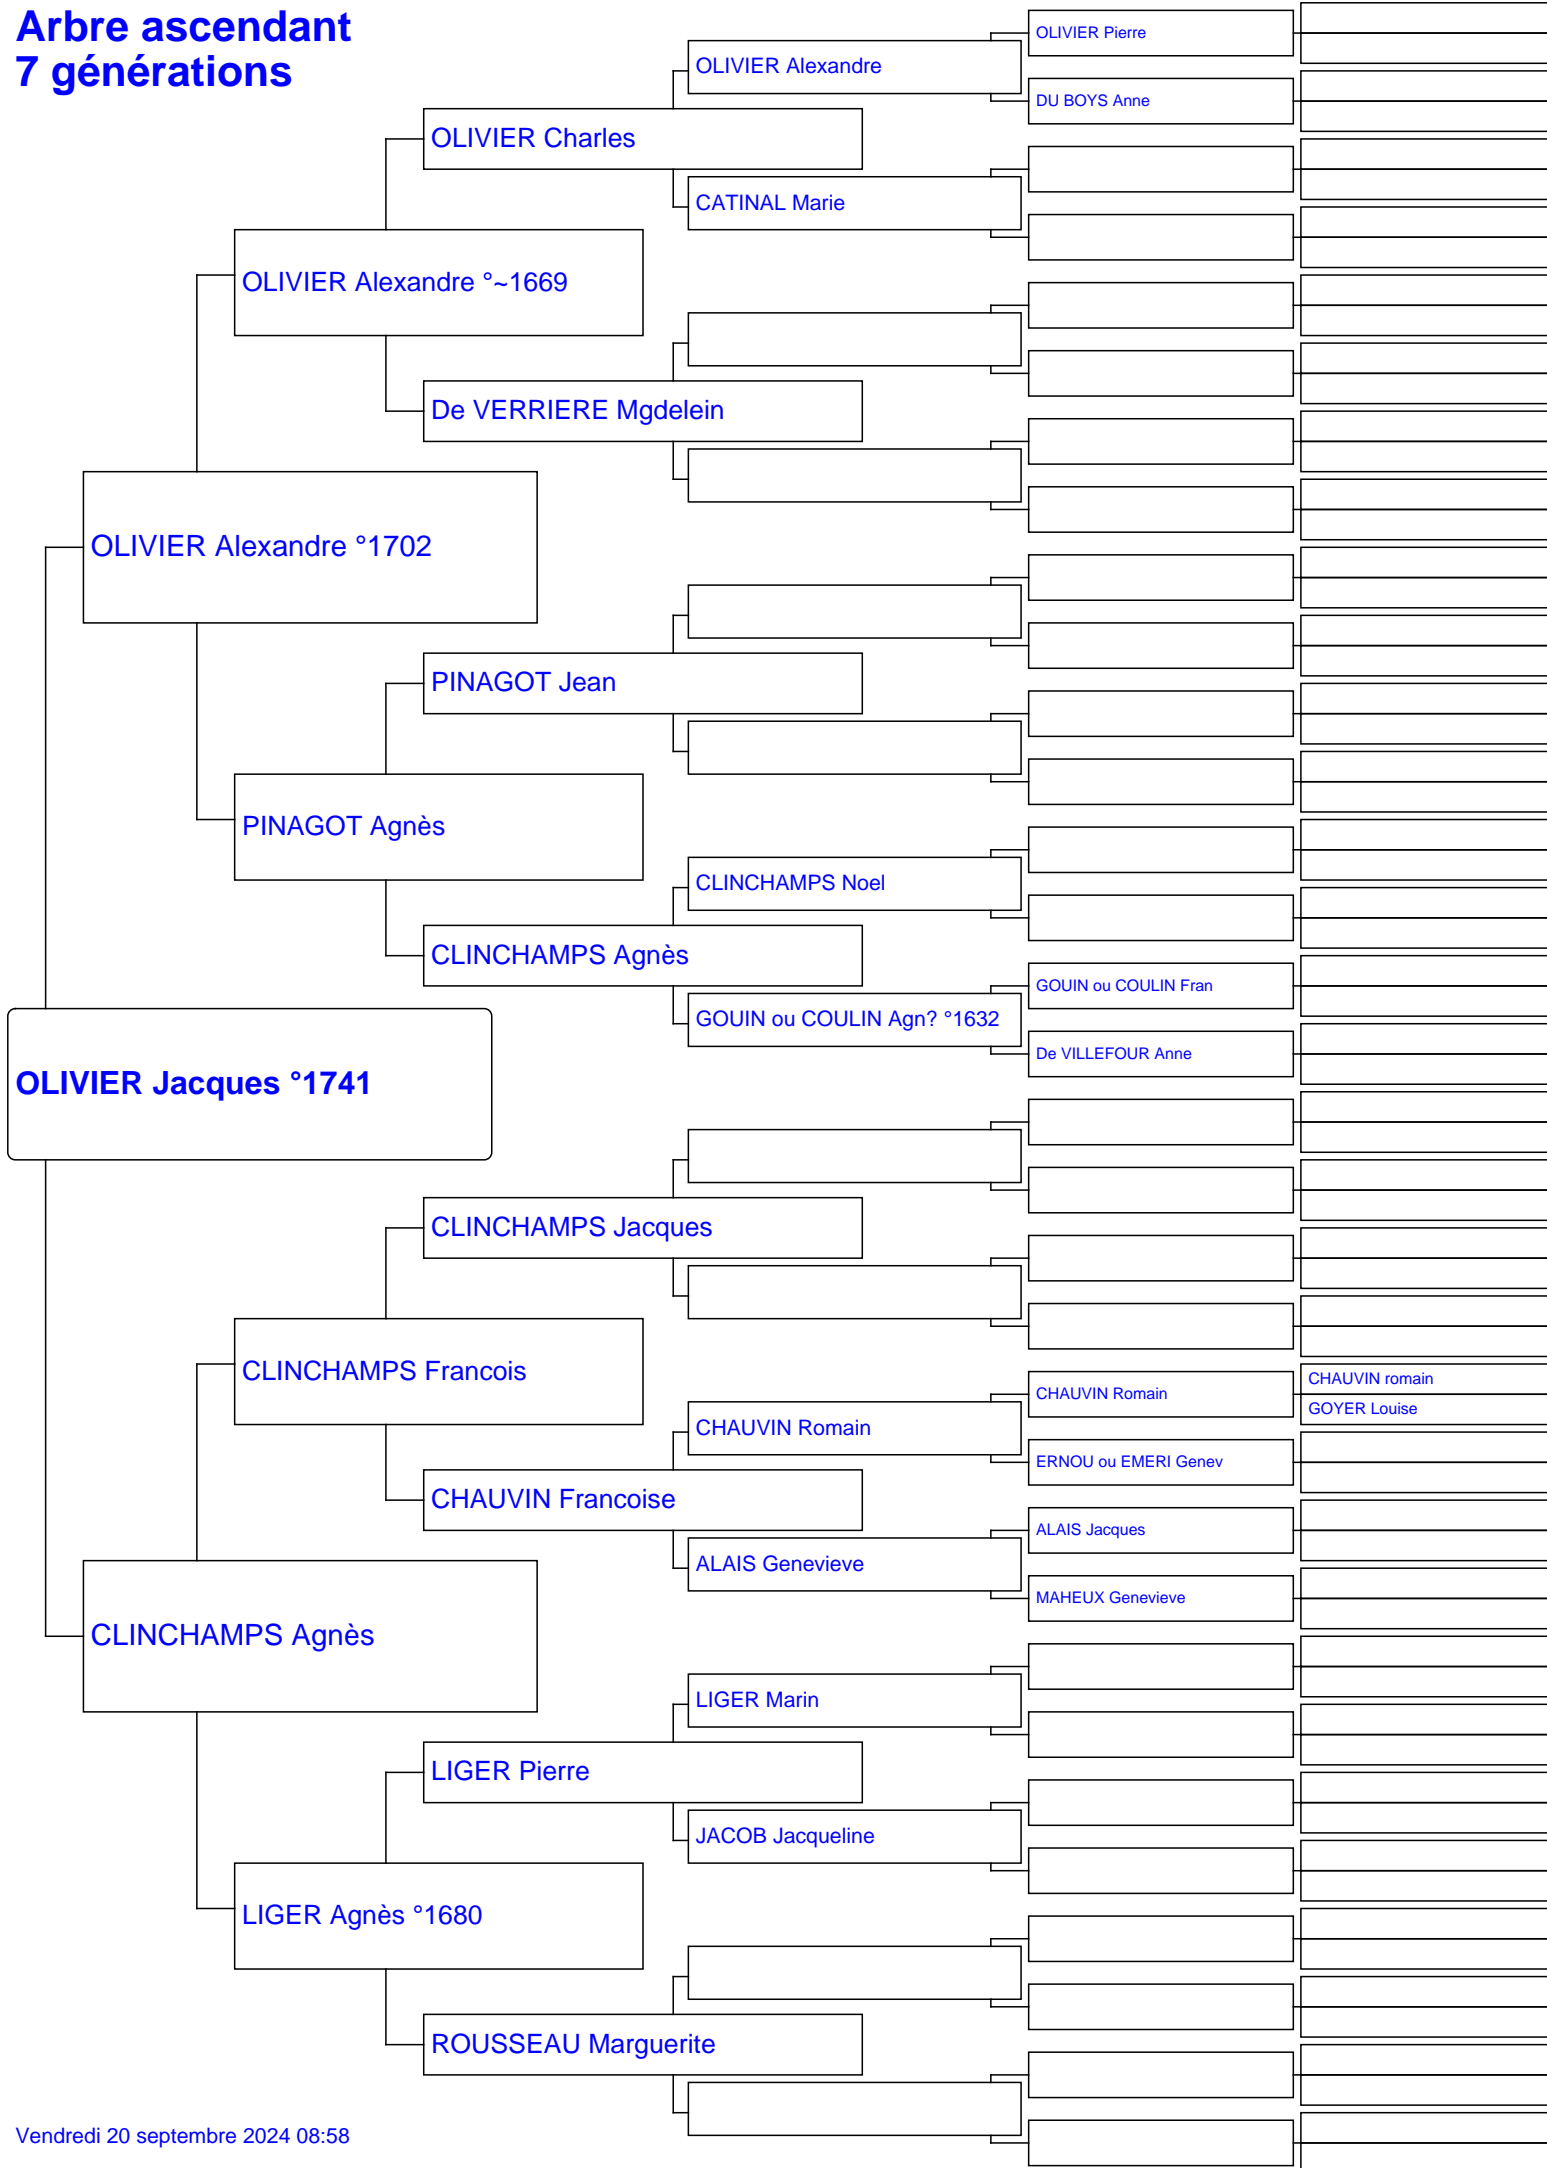 Arbre ascendant
7 générations
OLIVIER Pierre
OLIVIER Alexandre
DU BOYS Anne
OLIVIER Charles
CATINAL Marie
OLIVIER Alexandre °~1669
De VERRIERE Mgdelein
OLIVIER Alexandre °1702
PINAGOT Jean
PINAGOT Agnès
CLINCHAMPS Noel
CLINCHAMPS Agnès
GOUIN ou COULIN Fran
GOUIN ou COULIN Agn? °1632
De VILLEFOUR Anne
OLIVIER Jacques °1741
CLINCHAMPS Jacques
CLINCHAMPS Francois
CHAUVIN romain
CHAUVIN Romain
GOYER Louise
CHAUVIN Romain
ERNOU ou EMERI Genev
CHAUVIN Francoise
ALAIS Jacques
ALAIS Genevieve
MAHEUX Genevieve
CLINCHAMPS Agnès
LIGER Marin
LIGER Pierre
JACOB Jacqueline
LIGER Agnès °1680
ROUSSEAU Marguerite
Vendredi 20 septembre 2024 08:58